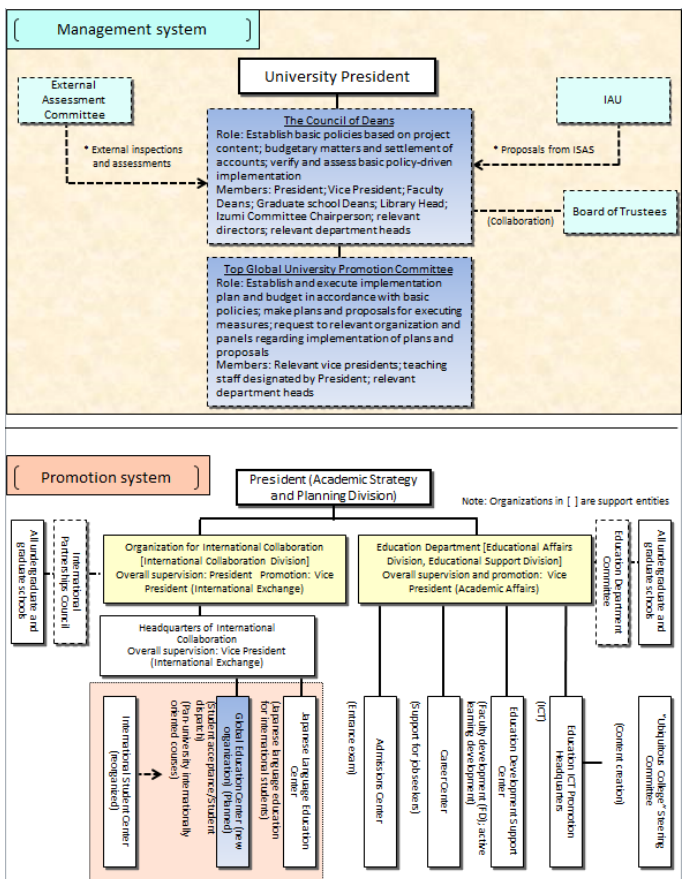 Management system
University President
External
Assessment
Committee
IAU
* External inspections
and assessments
* Proposals from ISAS
The Council of Deans
Role: Establish basic policies based on project
content; budgetary matters and settlement of
accounts; verify and assess basic policy-driven
implementation
Members: President; Vice President; Faculty
Deans; Graduate school Deans; Library Head;
Izumi Committee Chairperson; relevant
directors; relevant department heads
(Collaboration)
Board of Trustees
Top Global University Promotion Committee
Role: Establish and execute implementation
plan and budget in accordance with basic
policies; make plans and proposals for executing
measures; request to relevant organization and
panels regarding implementation of plans and
proposals
Members: Relevant vice presidents; teaching
staff designated by President; relevant
department heads
Promotion system
President (Academic Strategy
and Planning Division)
Note: Organizations in [ ] are support entities
All undergraduate and
graduate schools
International
Partnerships Council
Organization for International Collaboration
[International Collaboration Division]
Overall supervision: President Promotion: Vice
President (International Exchange)
Education Department [Educational Affairs
Division, Educational Support Division]
Overall supervision and promotion: Vice
President (Academic Affairs)
Education Department
Committee
All undergraduate and
graduate schools
Headquarters of International
Collaboration
Overall supervision: Vice President
(International Exchange)
International Student Center
(reorganized)
Global Education Center (new
organization) (Planned)
(Student acceptance/Student
dispatch)
(Pan-university internationally
oriented courses)
Japanese Language Education
Center
(Japanese language education
for international students)
Admissions Center
(Entrance exam)
Career Center
(Support for job seekers)
Education Development Support
Center
(Faculty development (FD); active
learning development)
Education ICT Promotion
Headquarters
(ICT)
"Ubiquitous College" Steering
Committee
(Content creation)